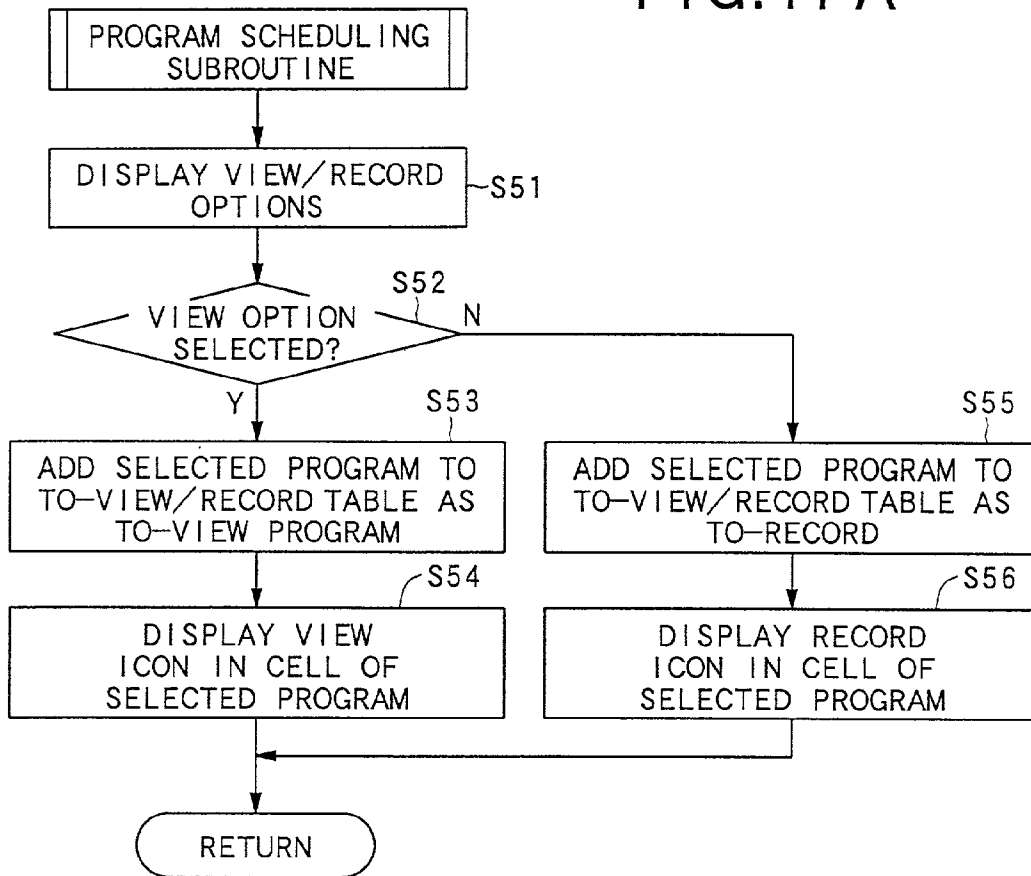 FIG. 17A
PROGRAM SCHEDULING
SUBROUTINE
DISPLAY VIEW/RECORD
OPTIONS
S51
S52
VIEW OPTION
SELECTED?
N
Y
S53
ADD SELECTED PROGRAM TO
TO-VIEW/RECORD TABLE AS
TO-VIEW PROGRAM
S55
ADD SELECTED PROGRAM TO
TO-VIEW/RECORD TABLE AS
TO-RECORD
S54
DISPLAY VIEW
ICON IN CELL OF
SELECTED PROGRAM
S56
DISPLAY RECORD
ICON IN CELL OF
SELECTED PROGRAM
RETURN